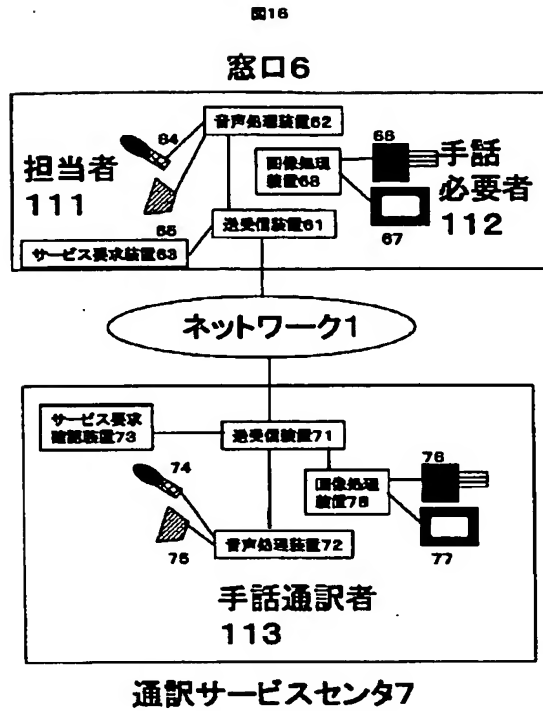 図16
窓口6
音声処理装置62
64
担当者
111
66
手話
必要者
112
画像処理
装置68
67
65
送受信装置61
サービス要求装置63
ネットワーク1
サービス要求
確認装置73
送受信装置71
74
画像処理
装置78
76
77
75
音声処理装置72
手話通訳者
113
通訳サービスセンタ7